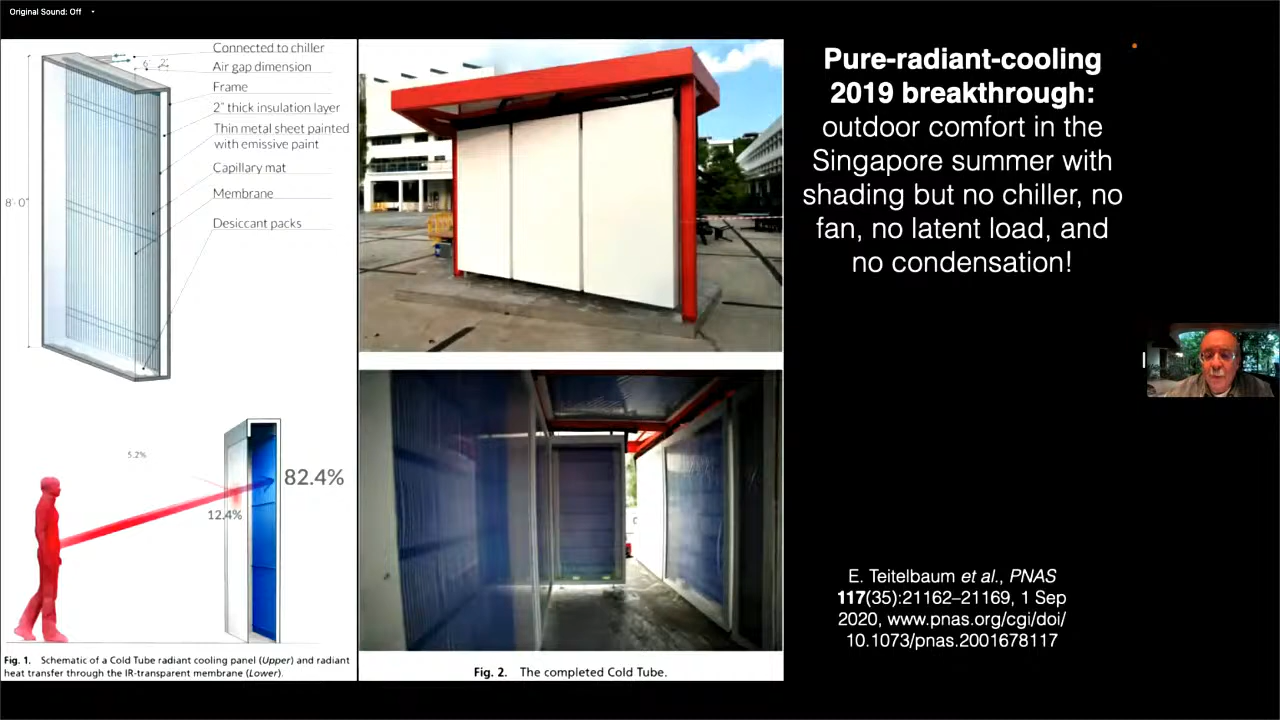 Original Sound: Off
Connected to chiller
Air gap dimension
Frame
2" thick insulation layer
Thin metal sheet painted
with emissive paint
Capillary mat
Membrane
Desiccant packs
6" 2"
8' 0"
5.2%
82.4%
12.4%
Fig. 1. Schematic of a Cold Tube radiant cooling panel (Upper) and radiant
heat transfer through the IR-transparent membrane (Lower).
Fig. 2. The completed Cold Tube.
Pure-radiant-cooling
2019 breakthrough:
outdoor comfort in the
Singapore summer with
shading but no chiller, no
fan, no latent load, and
no condensation!
E. Teitelbaum et al., PNAS
117(35):21162–21169, 1 Sep
2020, www.pnas.org/cgi/doi/
10.1073/pnas.2001678117